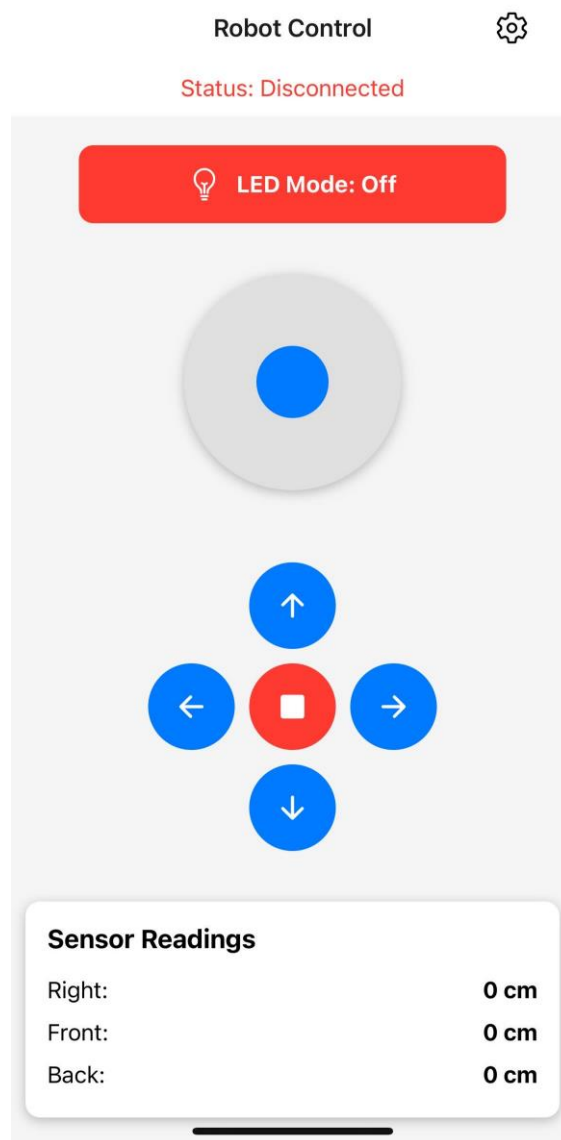 Robot Control
Status: Disconnected
LED Mode: Off
Sensor Readings
Right: 0 cm
Front: 0 cm
Back: 0 cm